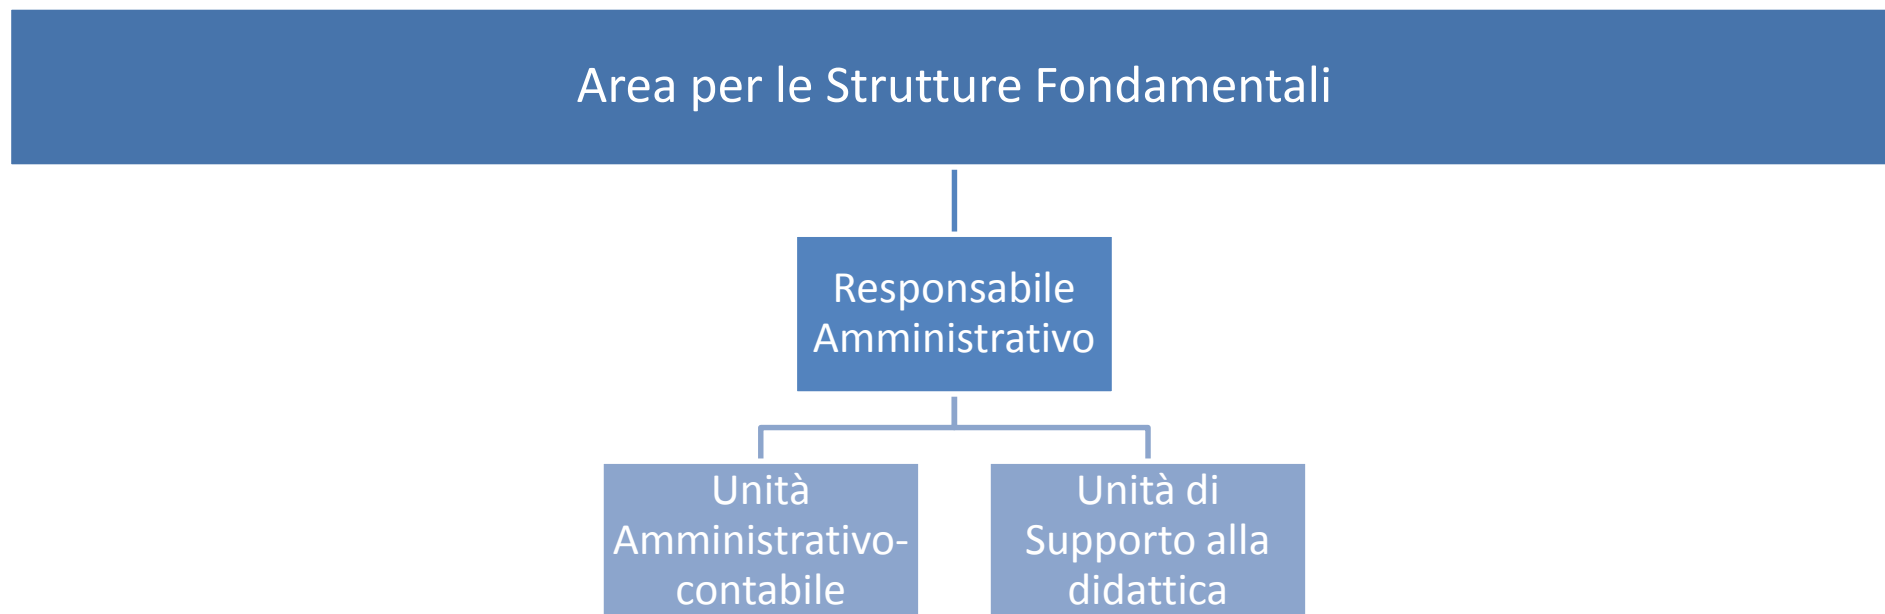 Area per le Strutture Fondamentali
Responsabile
Amministrativo
Unità
Amministrativo-
contabile
Unità di
Supporto alla
didattica